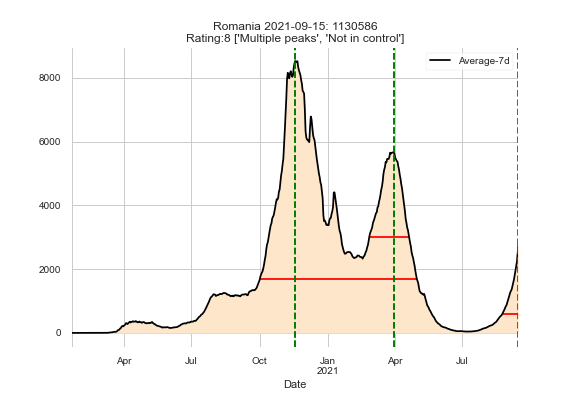 Romania 2021-09-15: 1130586
Rating:8 ['Multiple peaks', 'Not in control']
Average-7d
8000
6000
4000
2000
0
Apr
Jul
Oct
Jan
2021
Apr
Jul
Date